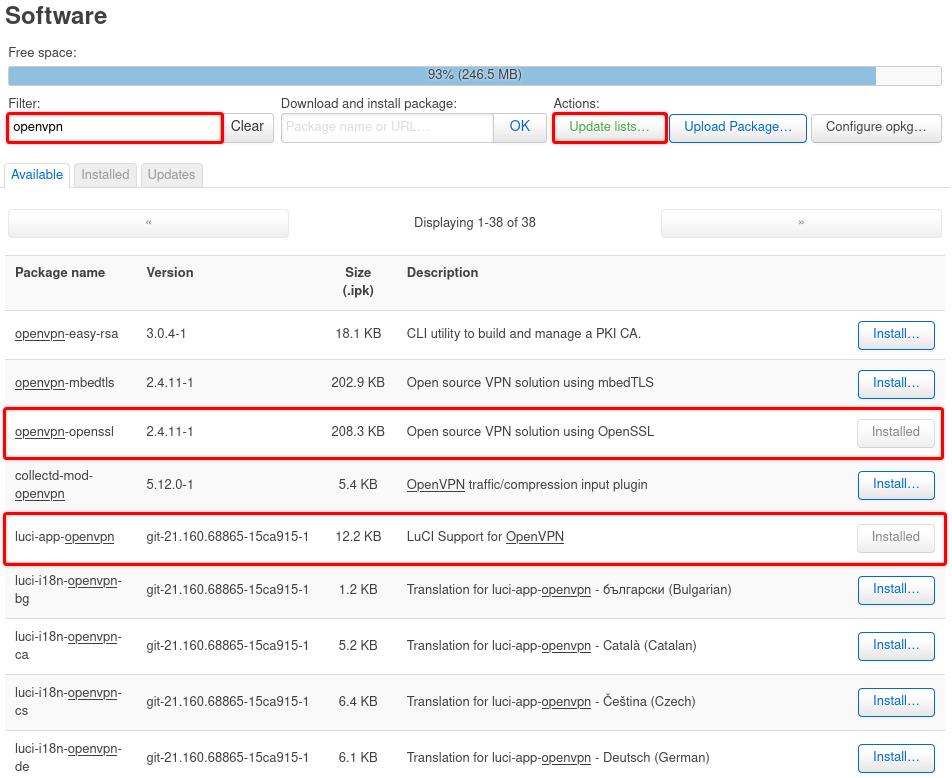 Software
Free space:
93% (246.5 MB)
Filter:
Download and install package:
Actions:
openvpn
Clear
Package name or URL...
OK
Update lists...
Upload Package...
Configure opkg...
Available
Installed
Updates
«
Displaying 1-38 of 38
»
Package name
Version
Size
(.ipk)
Description
openvpn-easy-rsa
3.0.4-1
18.1 KB
CLI utility to build and manage a PKI CA.
Install...
openvpn-mbedtls
2.4.11-1
202.9 KB
Open source VPN solution using mbedTLS
Install...
openvpn-openssl
2.4.11-1
208.3 KB
Open source VPN solution using OpenSSL
Installed
collectd-mod-
openvpn
5.12.0-1
5.4 KB
OpenVPN traffic/compression input plugin
Install...
luci-app-openvpn
git-21.160.68865-15ca915-1
12.2 KB
LuCI Support for OpenVPN
Installed
luci-i18n-openvpn-
bg
git-21.160.68865-15ca915-1
1.2 KB
Translation for luci-app-openvpn - български (Bulgarian)
Install...
luci-i18n-openvpn-
ca
git-21.160.68865-15ca915-1
5.2 KB
Translation for luci-app-openvpn - Català (Catalan)
Install...
luci-i18n-openvpn-
cs
git-21.160.68865-15ca915-1
6.4 KB
Translation for luci-app-openvpn - Čeština (Czech)
Install...
luci-i18n-openvpn-
de
git-21.160.68865-15ca915-1
6.1 KB
Translation for luci-app-openvpn - Deutsch (German)
Install...